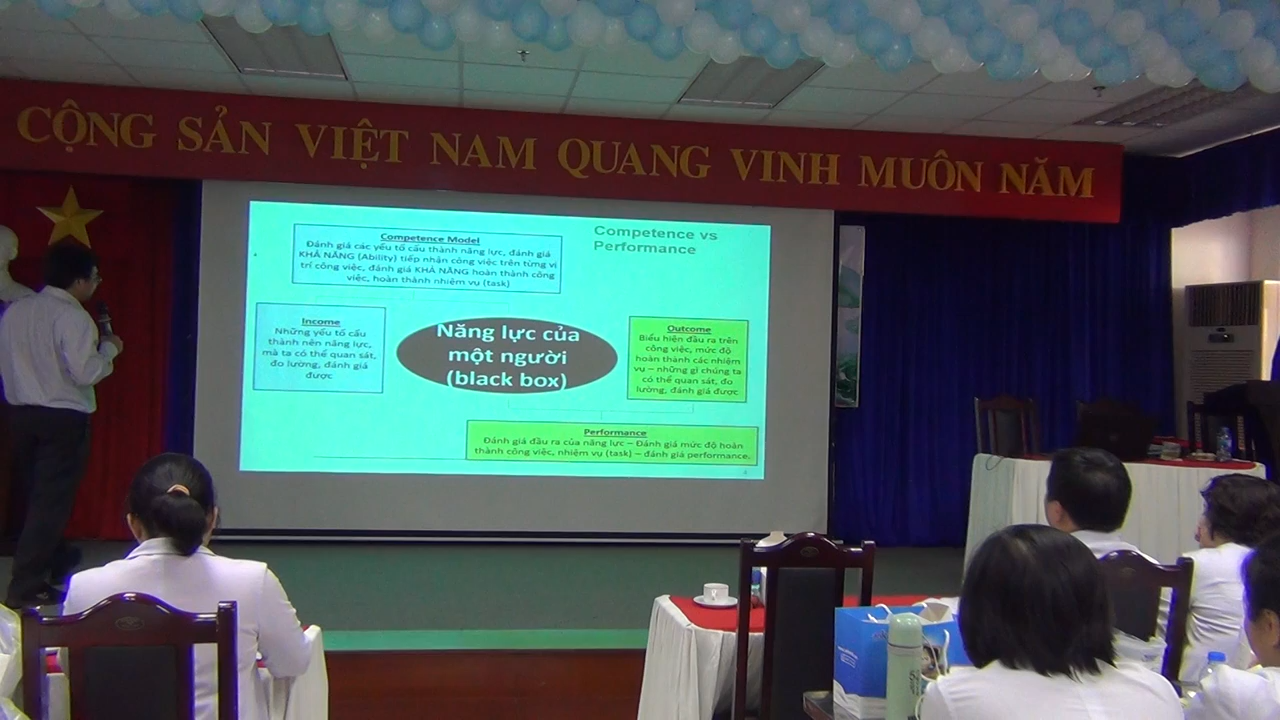 CỘNG SẢN VIỆT NAM QUANG VINH MUÔN NĂM
Competence vs
Performance
Competence Model
Đánh giá các yếu tố cấu thành năng lực, đánh giá
KHẢ NĂNG (Ability) tiếp nhận công việc trên từng vị
trí công việc, đánh giá KHẢ NĂNG hoàn thành công
việc, hoàn thành nhiệm vụ (task)
Income
Những yếu tố cấu
thành nên năng lực,
mà ta có thể quan sát,
đo lường, đánh giá
được
Năng lực của
một người
(black box)
Outcome
Biểu hiện đầu ra trên
công việc, mức độ
hoàn thành các nhiệm
vụ – những gì chúng ta
có thể quan sát, đo
lường, đánh giá được
Performance
Đánh giá đầu ra của năng lực – Đánh giá mức độ hoàn
thành công việc, nhiệm vụ (task) – đánh giá performance.